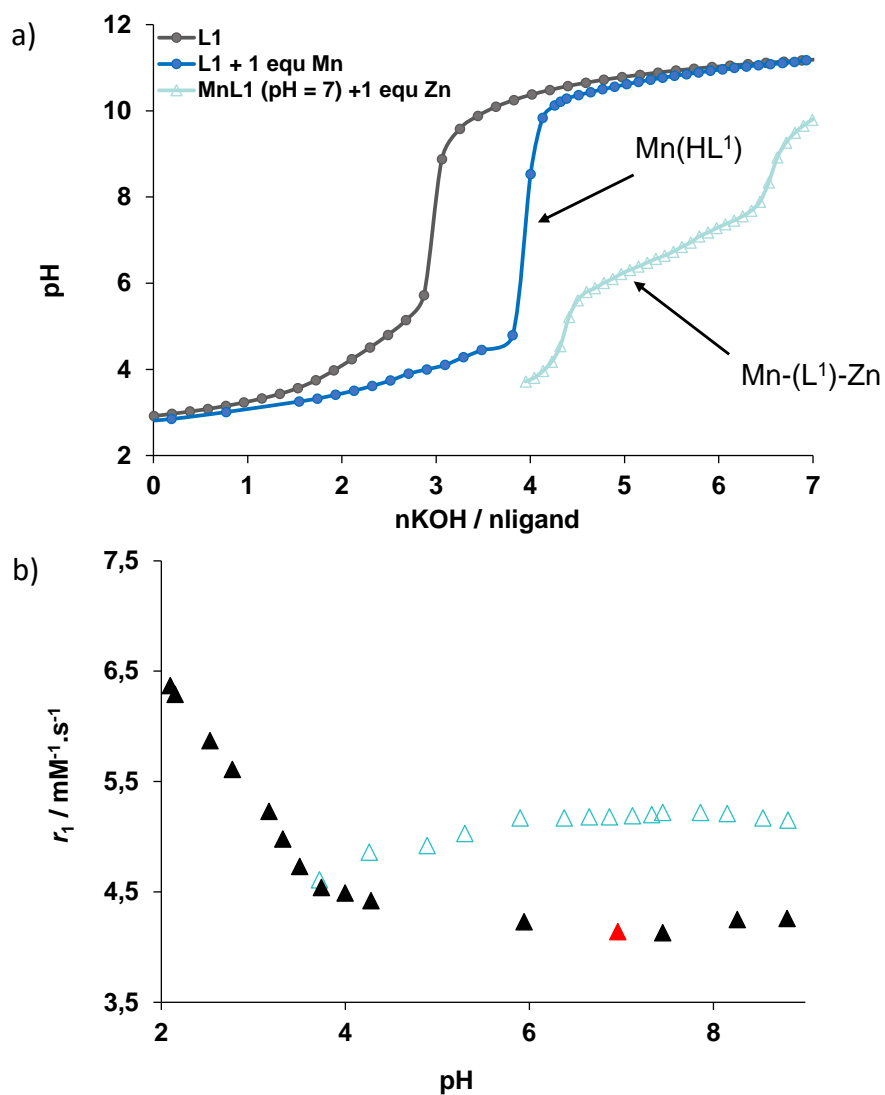 a)
12
10
8
6
4
2
pH
L1
L1 + 1 equ Mn
MnL1 (pH = 7) +1 equ Zn
Mn(HL¹)
Mn-(L¹)-Zn
0 1 2 3 4 5 6 7
nKOH / nligand
b)
7,5
6,5
5,5
4,5
3,5
r₁ / mM⁻¹.s⁻¹
2 4 6 8
pH